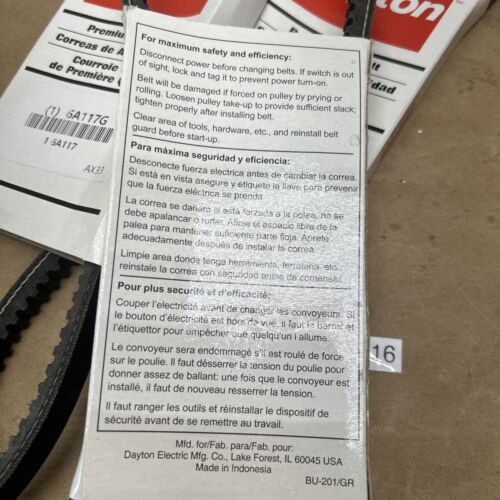 Premiu
Correas de A
Courroie
de Première
(1) 6A117G
1 6A117
AX33
ton
lt
idad
For maximum safety and efficiency:
Disconnect power before changing belts. If switch is out
of sight, lock and tag it to prevent power turn-on.
Belt will be damaged if forced on pulley by prying or
rolling. Loosen pulley take-up to provide sufficient slack;
tighten properly after installing belt.
Clear area of tools, hardware, etc., and reinstall belt
guard before start-up.
Para máxima seguridad y eficiencia:
Desconecte fuerza electrica antes de cambiar la correa.
Si está en vista asegure y etiquete la llave para prevenir
que la fuerza eléctrica se prenda
La correa se dañará si está forzada a la polea, no se
debe apalancar o rodar. Afloje el espacio libre de la
palea para mantener suficiente parte floja. Aprete
adecuadamente después de instalar la correa.
Limpie area donde tenga herramienta, ferratana, etc.,
reinstale la correa con seguridad antes de comensar.
Pour plus securité et d'efficacité:
Couper l'electricité avant de changer les convoyeurs. Si
le bouton d'électricité est hors de vue, il faut le barrer et
l'étiquettor pour empécher que quelqu'un l allume.
Le convoyeur sera endommagé s'll est roulé de force
sur le poulie. Il faut désserrer la tension du poulie pour
donner assez de ballant: une fois que le convoyeur est
installé, il faut de nouveau resserrer la tension.
Il faut ranger les outils et réinstaller le dispositif de
sécurité avant de se remettre au travail.
Mfd. for/Fab. para/Fab. pour:
Dayton Electric Mfg. Co., Lake Forest, IL 60045 USA
Made in Indonesia
BU-201/GR
16